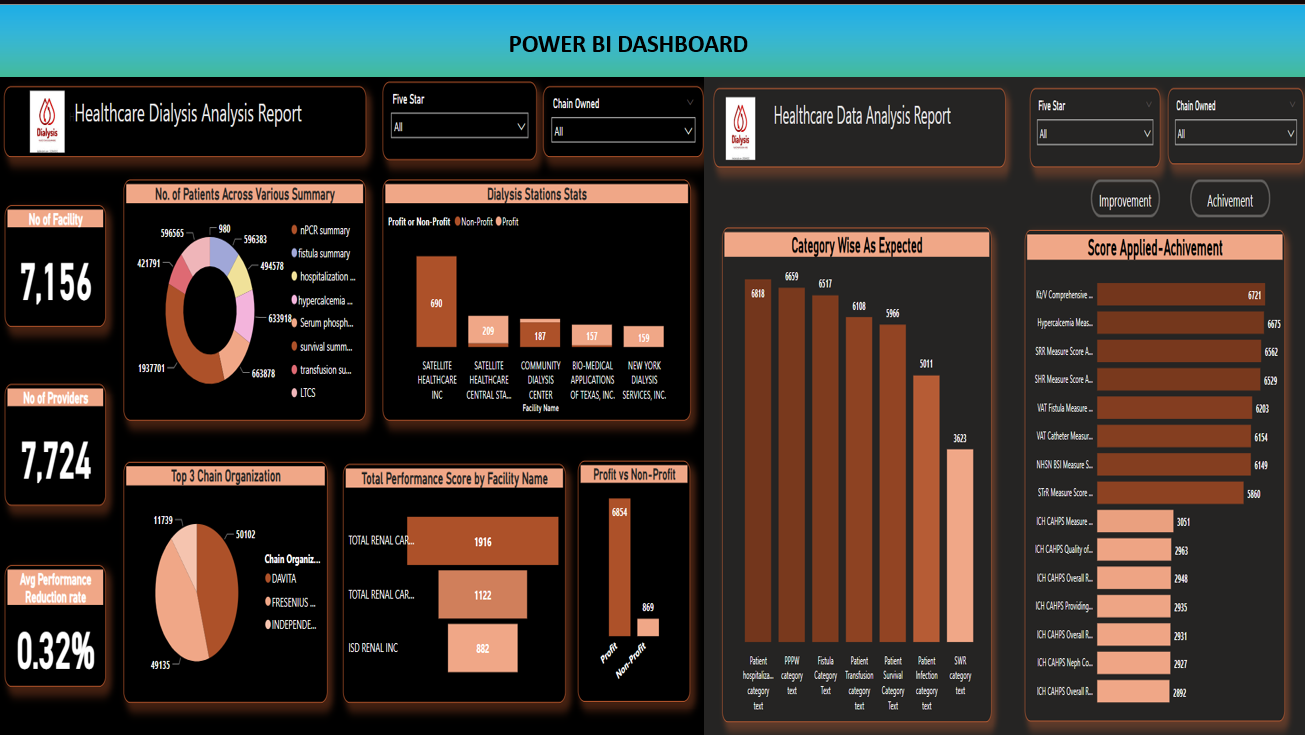 POWER BI DASHBOARD
Dialysis
Healthcare Dialysis Analysis Report
Five Star
All
Chain Owned
All
No of Facility
7,156
No of Providers
7,724
Avg Performance
Reduction rate
0.32%
No. of Patients Across Various Summary
980
596383
494578
633918
663878
1937701
421791
596565
nPCR summary
fistula summary
hospitalization ...
hypercalcemia ...
Serum phosph...
survival summ...
transfusion su...
LTCS
Dialysis Stations Stats
Profit or Non-Profit Non-Profit Profit
690
209
187
157
159
SATELLITE
HEALTHCARE
INC
SATELLITE
HEALTHCARE
CENTRAL STA...
COMMUNITY
DIALYSIS
CENTER
BIO-MEDICAL
APPLICATIONS
OF TEXAS, INC.
NEW YORK
DIALYSIS
SERVICES, INC.
Facility Name
Top 3 Chain Organization
11739
50102
49135
Chain Organiz...
DAVITA
FRESENIUS ...
INDEPENDE...
Total Performance Score by Facility Name
TOTAL RENAL CAR...
1916
TOTAL RENAL CAR...
1122
ISD RENAL INC
882
Profit vs Non-Profit
6854
869
Profit
Non-Profit
Dialysis
Healthcare Data Analysis Report
Five Star
All
Chain Owned
All
Improvement
Achivement
Category Wise As Expected
6818
6659
6517
6108
5966
5011
3623
Patient
hospitaliza...
category
text
PPPW
category
text
Fistula
Category
Text
Patient
Transfusion
category
text
Patient
Survival
Category
Text
Patient
Infection
category
text
SWR
category
text
Score Applied-Achivement
Kt/V Comprehensive ... 6721
Hypercalcemia Meas... 6675
SRR Measure Score A... 6562
SHR Measure Score A... 6529
VAT Fistula Measure ... 6203
VAT Catheter Measur... 6154
NHSN BSI Measure S... 6149
STrR Measure Score ... 5860
ICH CAHPS Measure ... 3051
ICH CAHPS Quality of... 2963
ICH CAHPS Overall R... 2948
ICH CAHPS Providing... 2935
ICH CAHPS Overall R... 2931
ICH CAHPS Neph Co... 2927
ICH CAHPS Overall R... 2892